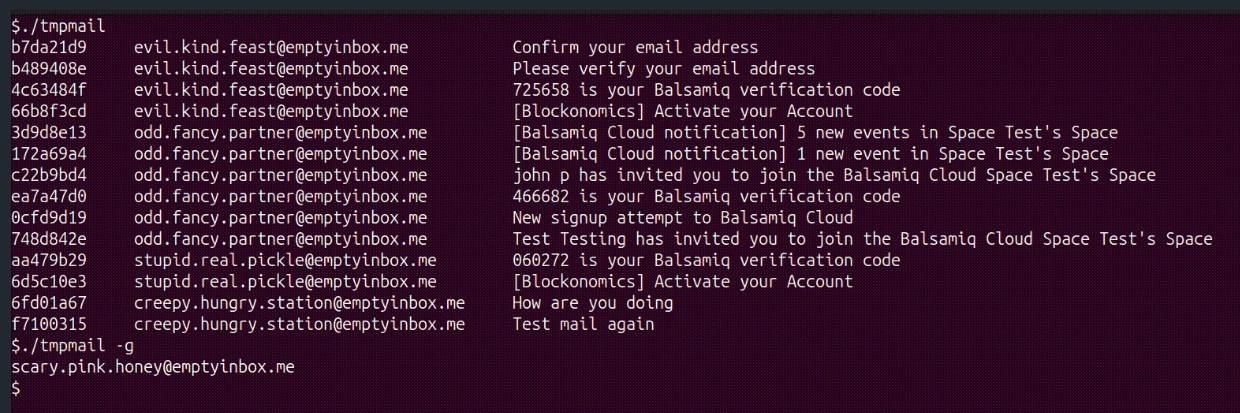 $./tmpmail
b7da21d9 evil.kind.feast@emptyinbox.me Confirm your email address
b489408e evil.kind.feast@emptyinbox.me Please verify your email address
4c63484f evil.kind.feast@emptyinbox.me 725658 is your Balsamiq verification code
66b8f3cd evil.kind.feast@emptyinbox.me [Blockonomics] Activate your Account
3d9d8e13 odd.fancy.partner@emptyinbox.me [Balsamiq Cloud notification] 5 new events in Space Test's Space
172a69a4 odd.fancy.partner@emptyinbox.me [Balsamiq Cloud notification] 1 new event in Space Test's Space
c22b9bd4 odd.fancy.partner@emptyinbox.me john p has invited you to join the Balsamiq Cloud Space Test's Space
ea7a47d0 odd.fancy.partner@emptyinbox.me 466682 is your Balsamiq verification code
0cfd9d19 odd.fancy.partner@emptyinbox.me New signup attempt to Balsamiq Cloud
748d842e odd.fancy.partner@emptyinbox.me Test Testing has invited you to join the Balsamiq Cloud Space Test's Space
aa479b29 stupid.real.pickle@emptyinbox.me 060272 is your Balsamiq verification code
6d5c10e3 stupid.real.pickle@emptyinbox.me [Blockonomics] Activate your Account
6fd01a67 creepy.hungry.station@emptyinbox.me How are you doing
f7100315 creepy.hungry.station@emptyinbox.me Test mail again
$./tmpmail -g
scary.pink.honey@emptyinbox.me
$